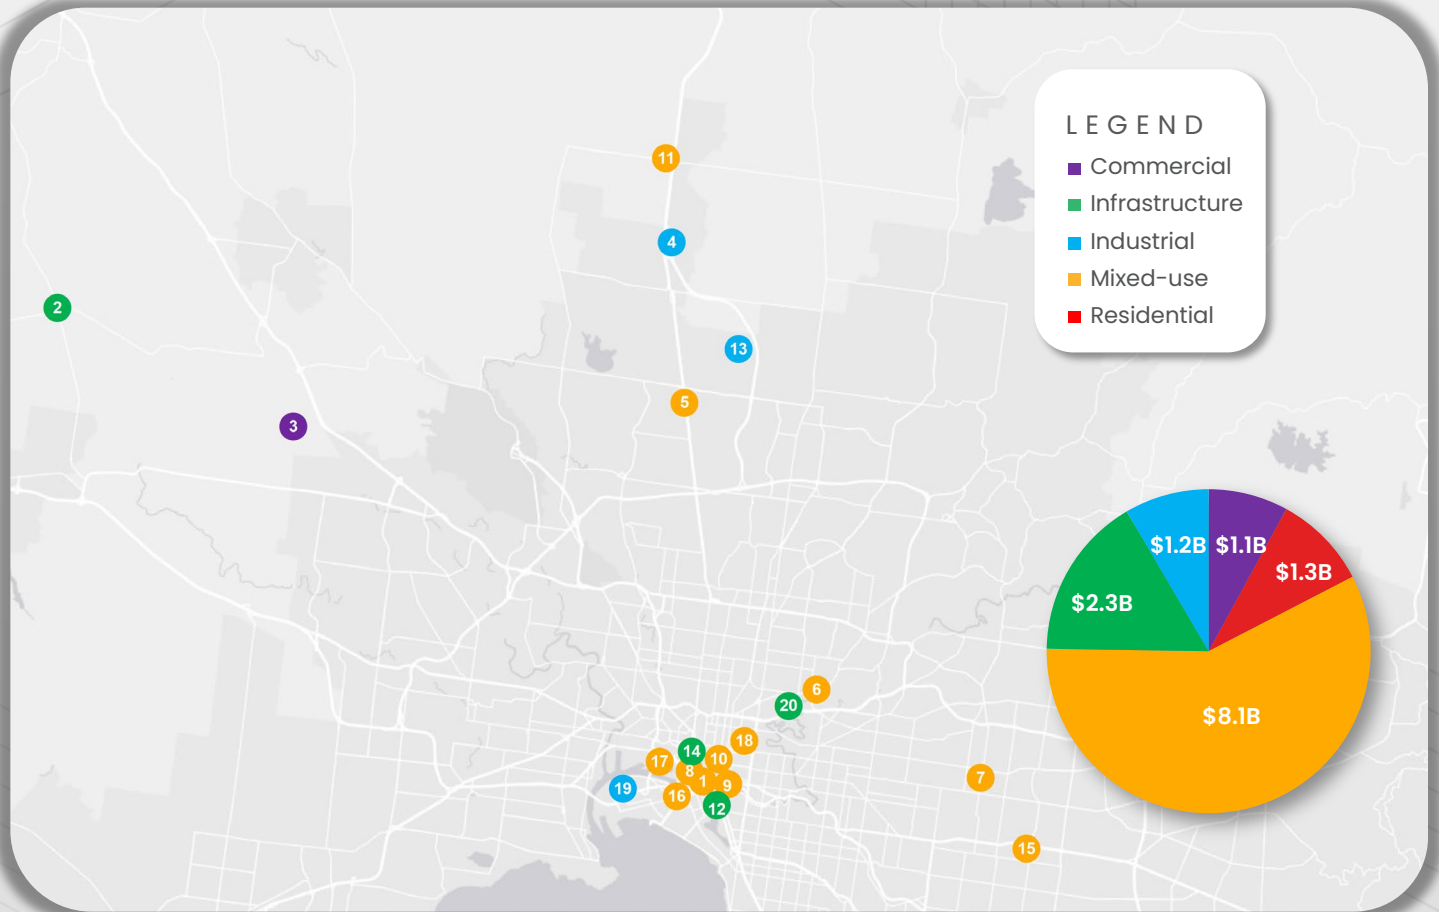 LEGEND
Commercial
Infrastructure
Industrial
Mixed-use
Residential
11
4
2
13
5
3
$1.2B
$1.1B
$1.3B
$2.3B
$8.1B
6
20
18
14
10
17
8
1
9
7
19
16
12
15